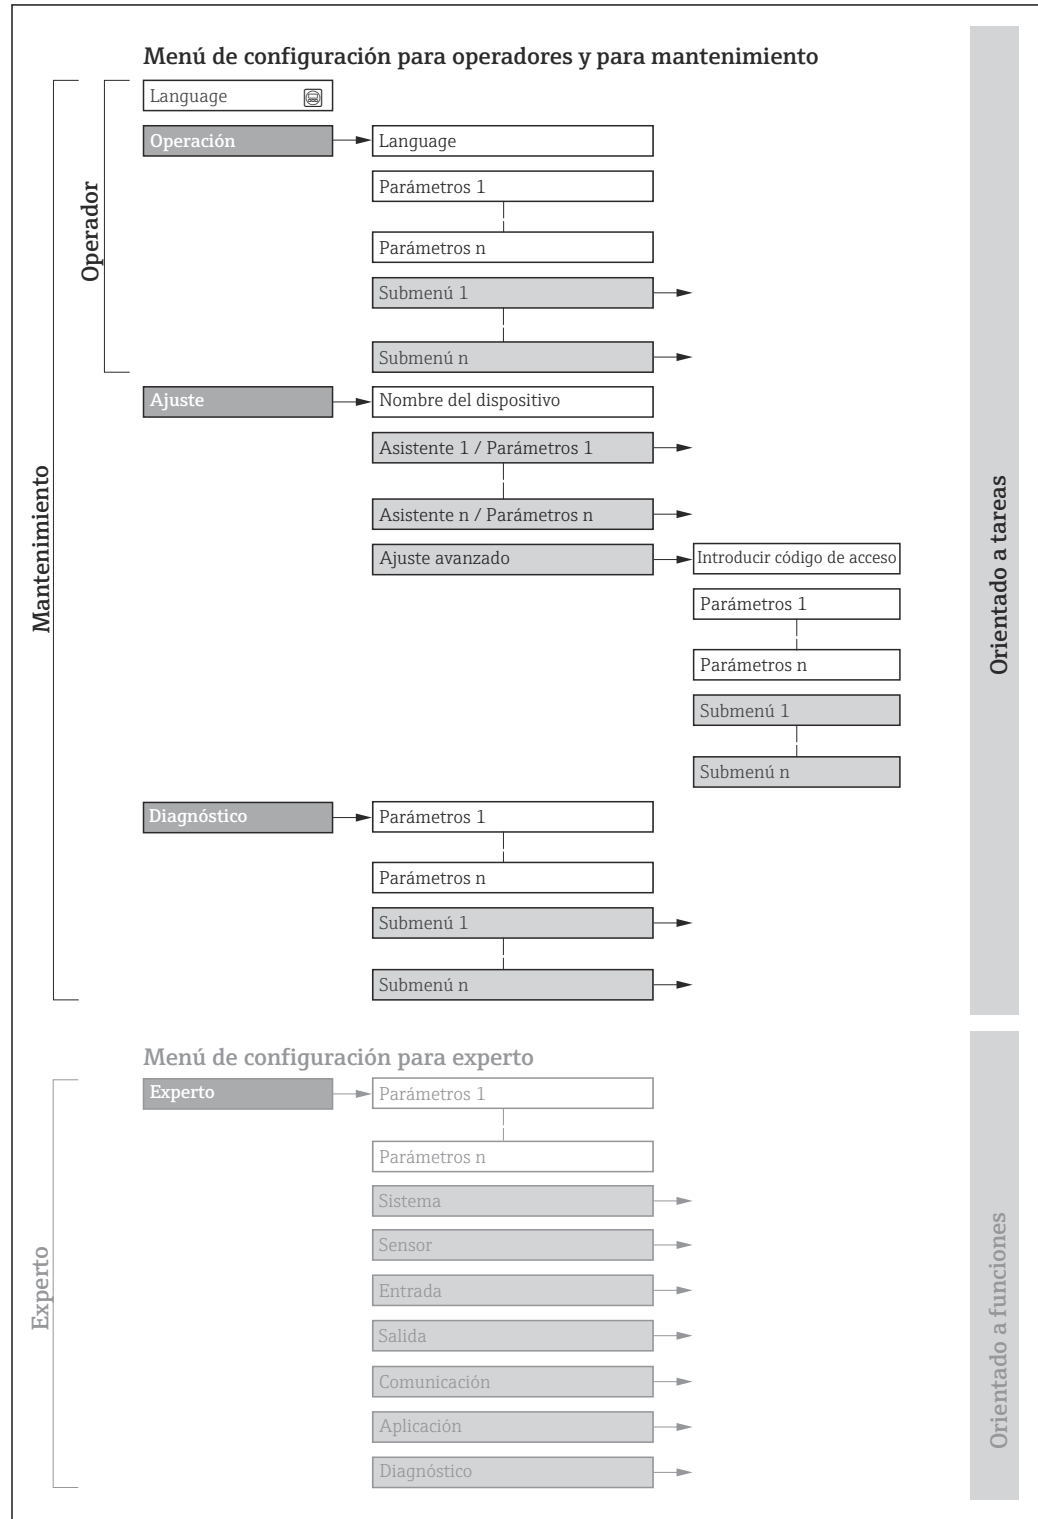 Menú de configuración para operadores y para mantenimiento
Language
Operación
Language
Parámetros 1
Parámetros n
Submenú 1
Submenú n
Operador
Ajuste
Nombre del dispositivo
Asistente 1 / Parámetros 1
Asistente n / Parámetros n
Ajuste avanzado
Introducir código de acceso
Parámetros 1
Parámetros n
Submenú 1
Submenú n
Mantenimiento
Orientado a tareas
Diagnóstico
Parámetros 1
Parámetros n
Submenú 1
Submenú n
Menú de configuración para experto
Experto
Parámetros 1
Parámetros n
Sistema
Sensor
Entrada
Salida
Comunicación
Aplicación
Diagnóstico
Experto
Orientado a funciones